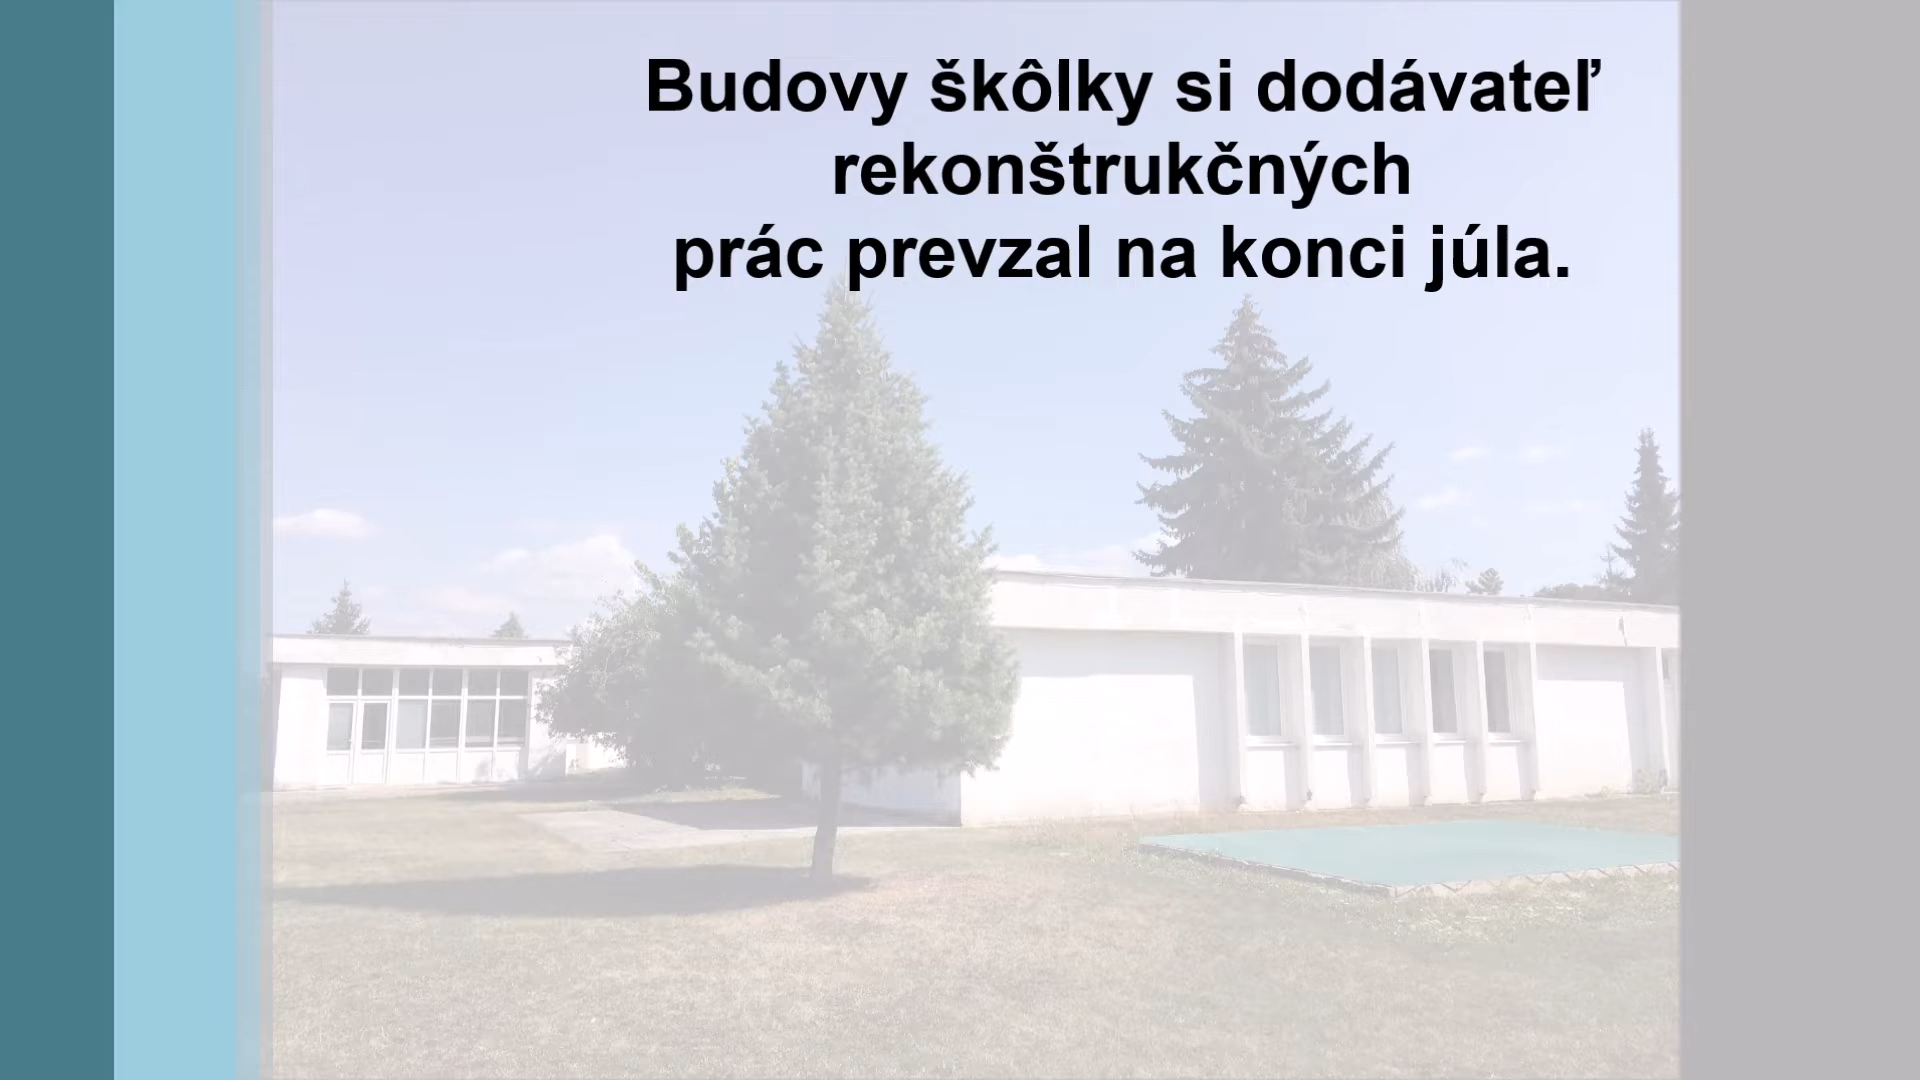 Budovy škôlky si dodávateľ
rekonštrukčných
prác prevzal na konci júla.